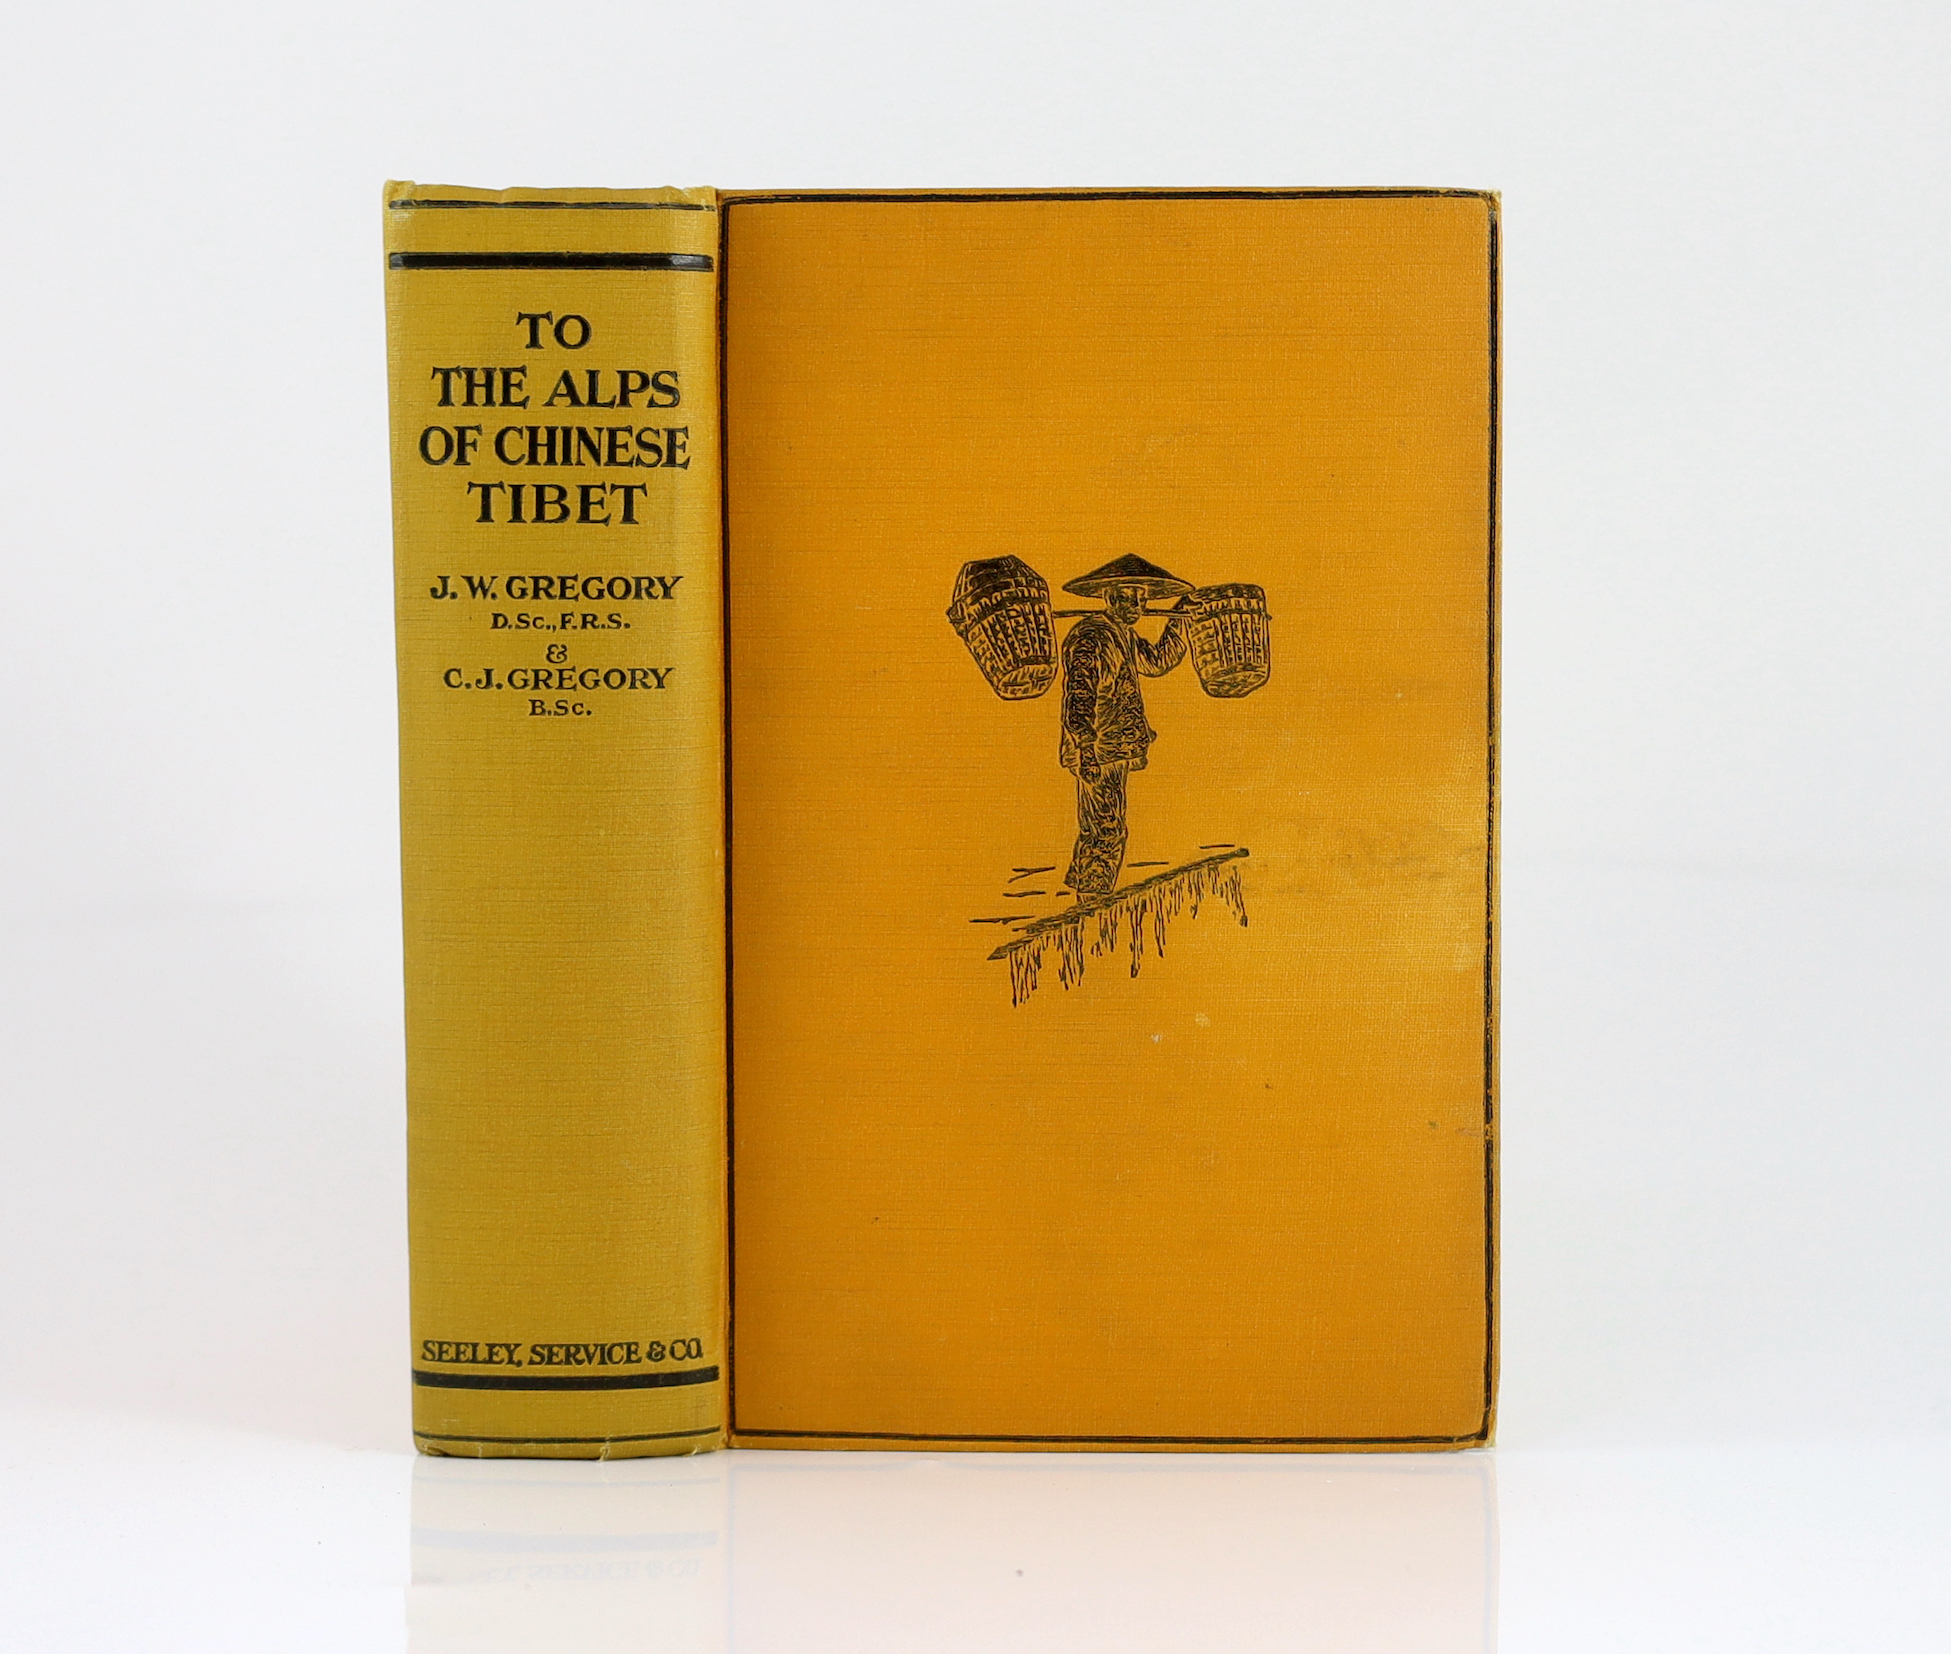 TO
THE ALPS
OF CHINESE
TIBET
J. W. GREGORY
D.Sc., F.R.S.
&
C. J. GREGORY
B.Sc.
SEELEY, SERVICE & CO.